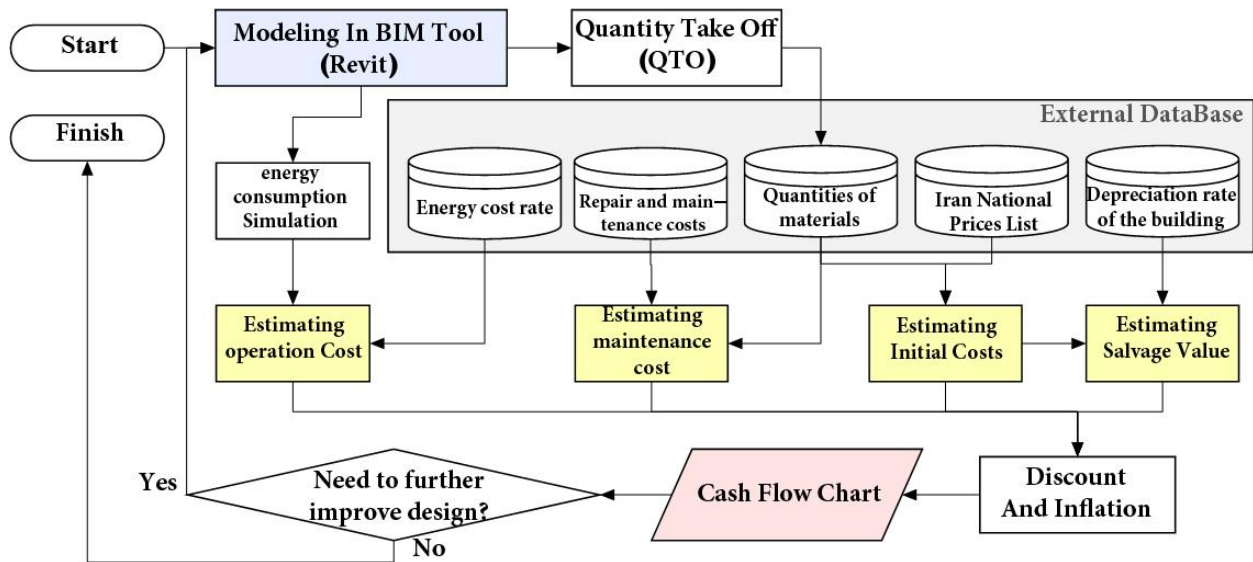 Start
Modeling In BIM Tool
(Revit)
Quantity Take Off
(QTO)
Finish
External DataBase
energy
consumption
Simulation
Energy cost rate
Repair and main–
tenance costs
Quantities of
materials
Iran National
Prices List
Depreciation rate
of the building
Estimating
operation Cost
Estimating
maintenance
cost
Estimating
Initial Costs
Estimating
Salvage Value
Yes
Need to further
improve design?
No
Cash Flow Chart
Discount
And Inflation